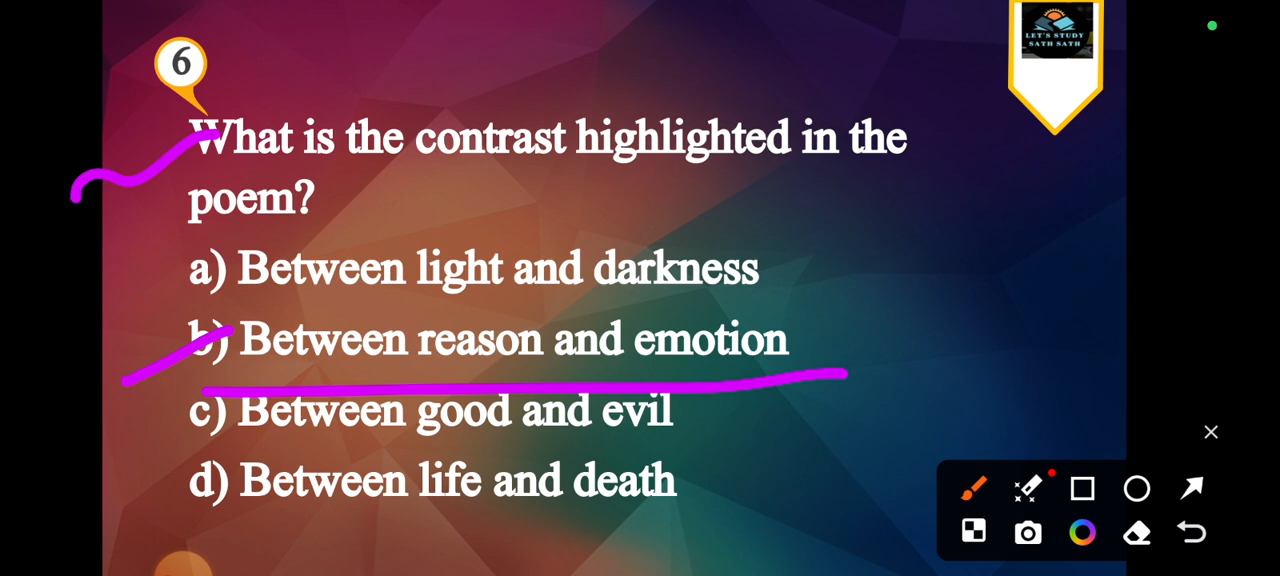 LET'S STUDY
SATH SATH
6
What is the contrast highlighted in the
poem?
a) Between light and darkness
b) Between reason and emotion
c) Between good and evil
d) Between life and death